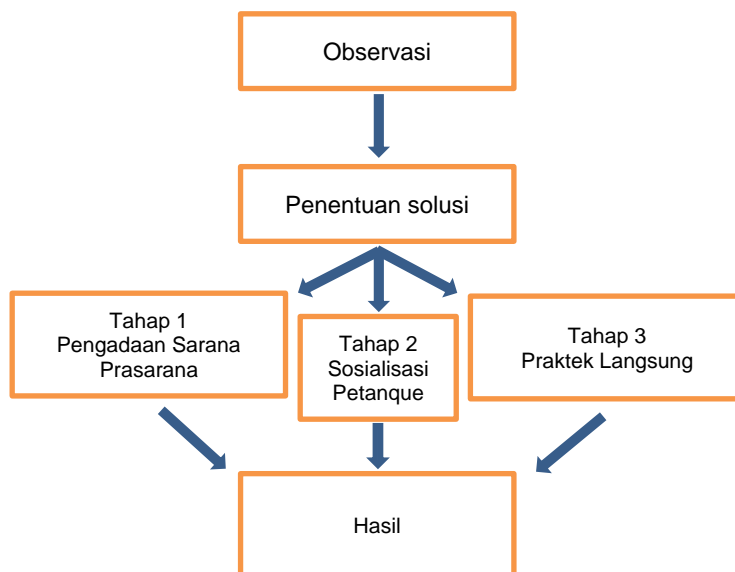 Observasi
Penentuan solusi
Tahap 1
Pengadaan Sarana
Prasarana
Tahap 2
Sosialisasi
Petanque
Tahap 3
Praktek Langsung
Hasil